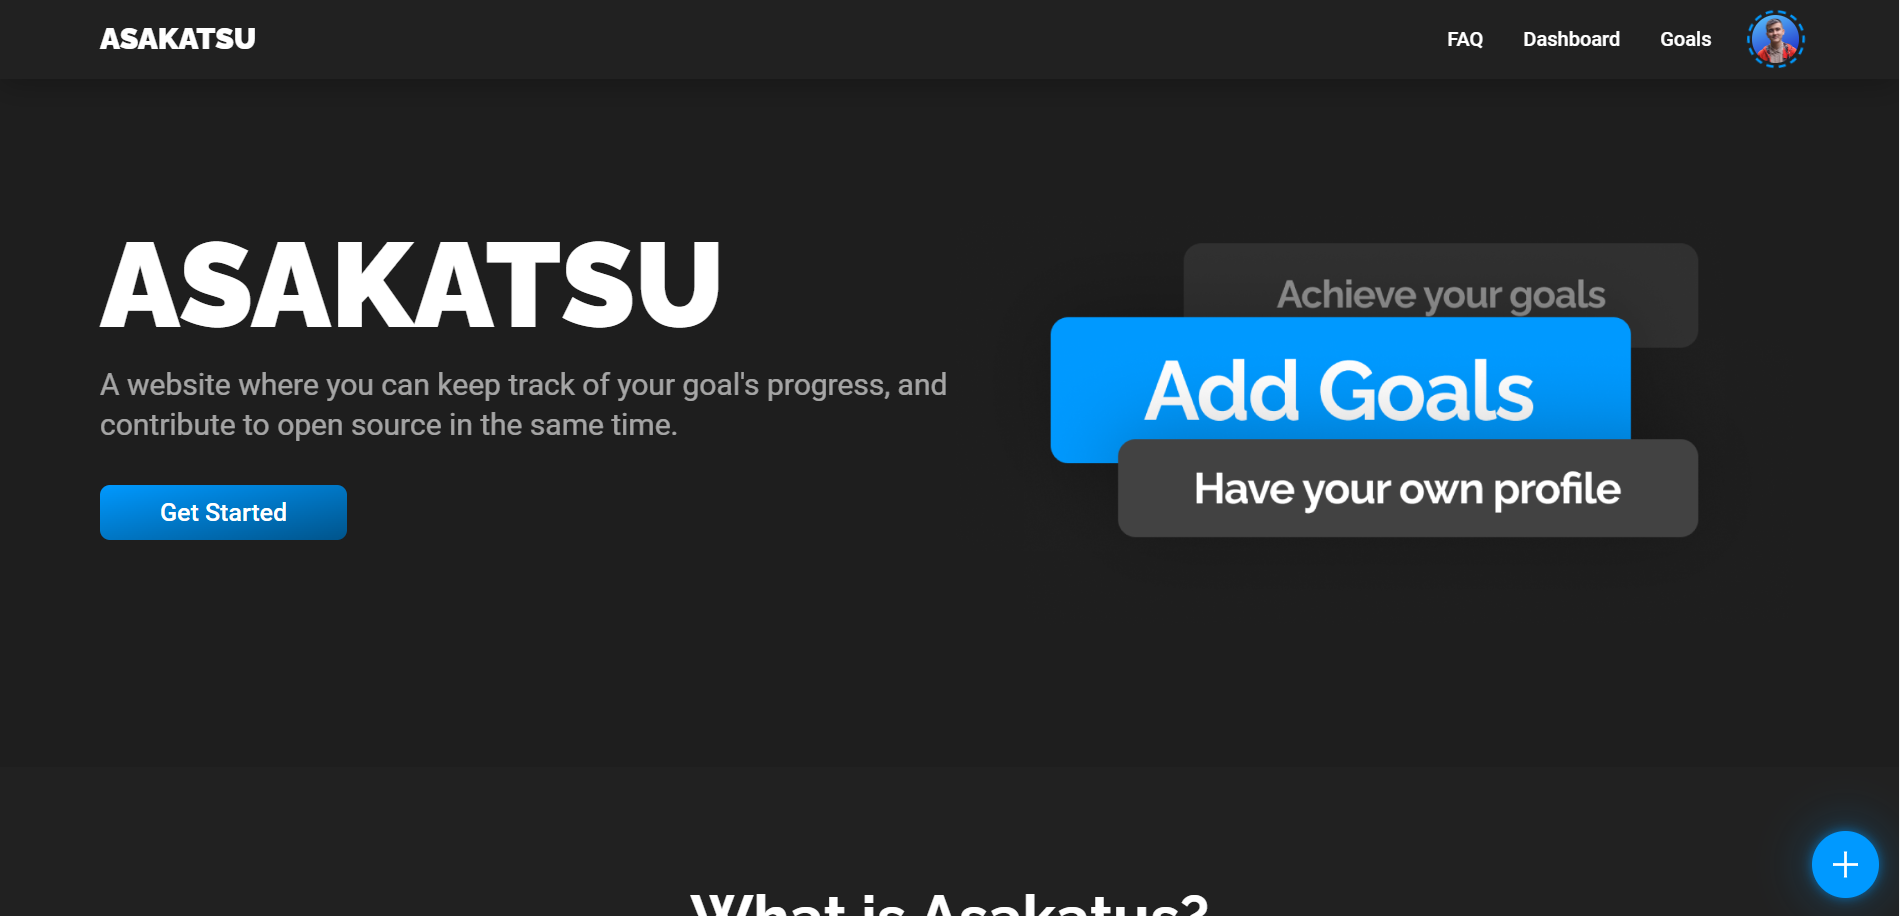 ASAKATSU
FAQ
Dashboard
Goals
ASAKATSU
A website where you can keep track of your goal's progress, and
contribute to open source in the same time.
Get Started
Achieve your goals
Add Goals
Have your own profile
What is Asakatus?